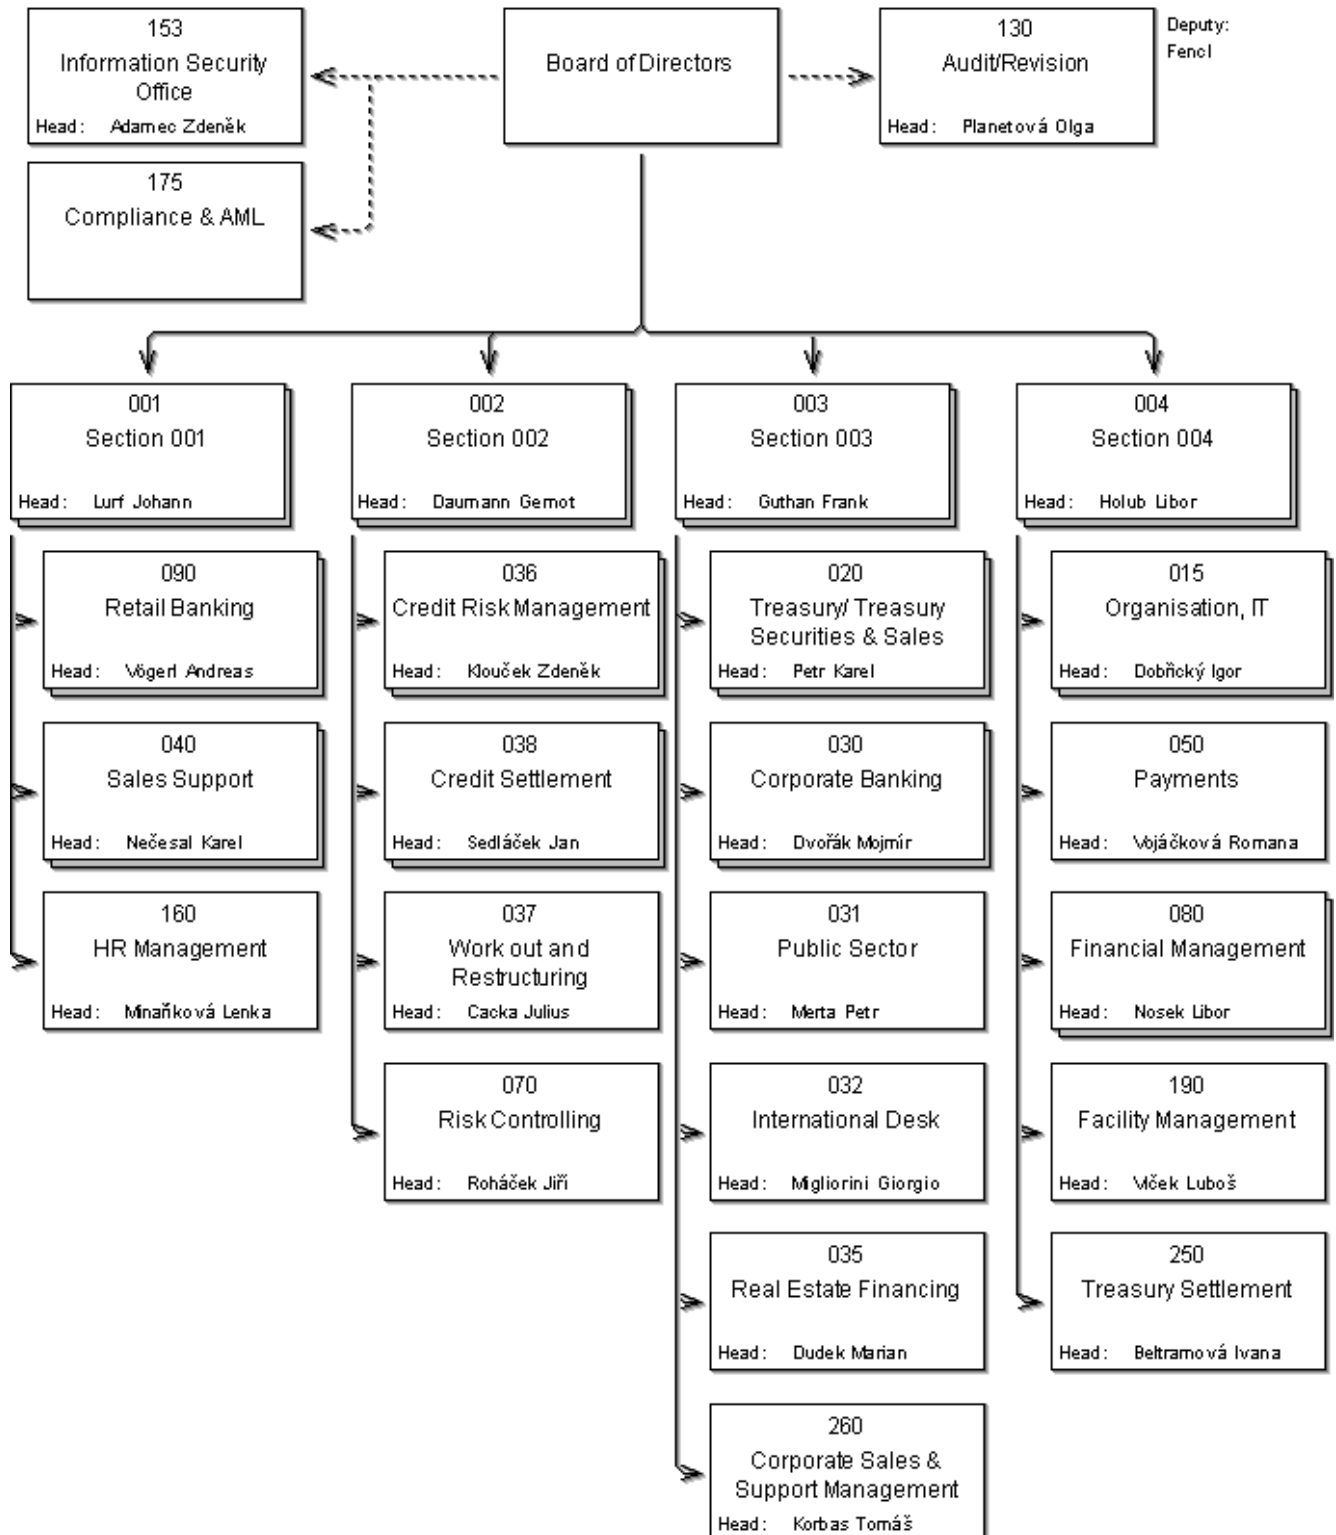 153
Information Security
Office
Head: Adamec Zdeněk
Board of Directors
130
Audit/Revision
Head: Planetová Olga
Deputy:
Fencl
175
Compliance & AML
001
Section 001
Head: Lurf Johann
002
Section 002
Head: Daumann Gernot
003
Section 003
Head: Guthan Frank
004
Section 004
Head: Holub Libor
090
Retail Banking
Head: Vögerl Andreas
036
Credit Risk Management
Head: Klouček Zdeněk
020
Treasury/ Treasury
Securities & Sales
Head: Petr Karel
015
Organisation, IT
Head: Dobřický Igor
040
Sales Support
Head: Nečesal Karel
038
Credit Settlement
Head: Sedláček Jan
030
Corporate Banking
Head: Dvořák Mojmír
050
Payments
Head: Vojáčková Romana
160
HR Management
Head: Minaříková Lenka
037
Work out and
Restructuring
Head: Cacka Julius
031
Public Sector
Head: Merta Petr
080
Financial Management
Head: Nosek Libor
070
Risk Controlling
Head: Roháček Jiří
032
International Desk
Head: Migliorini Giorgio
190
Facility Management
Head: Vlček Luboš
035
Real Estate Financing
Head: Dudek Marian
250
Treasury Settlement
Head: Beltramová Ivana
260
Corporate Sales &
Support Management
Head: Korbas Tomáš